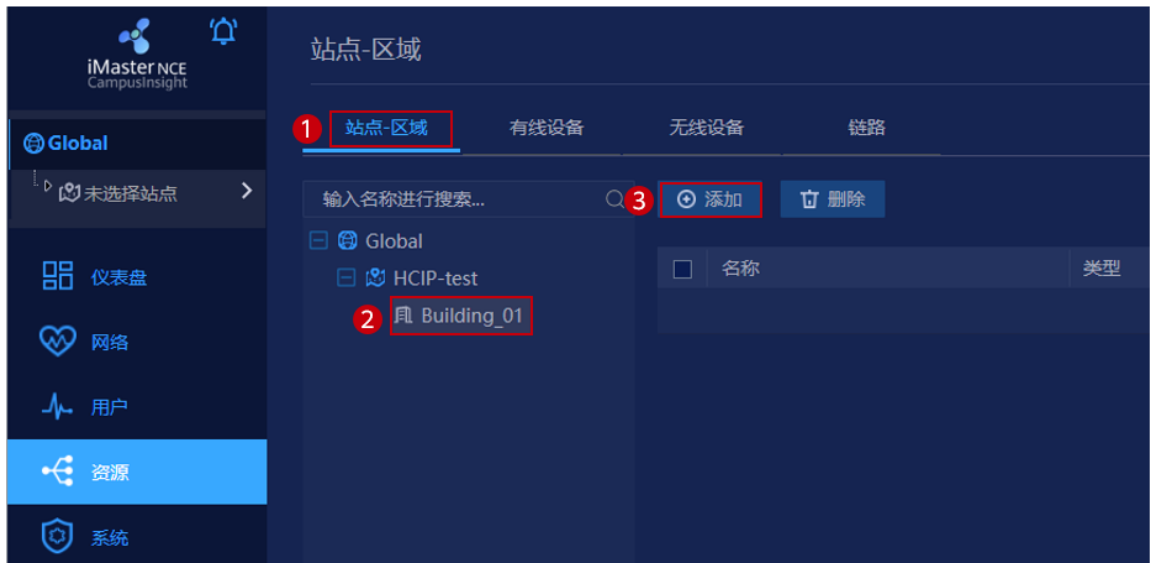 iMaster NCE
CampusInsight
Global
未选择站点
仪表盘
网络
用户
资源
系统
站点-区域
1 站点-区域 有线设备 无线设备 链路
输入名称进行搜索...
3 添加 删除
Global
HCIP-test
2 Building_01
名称 类型